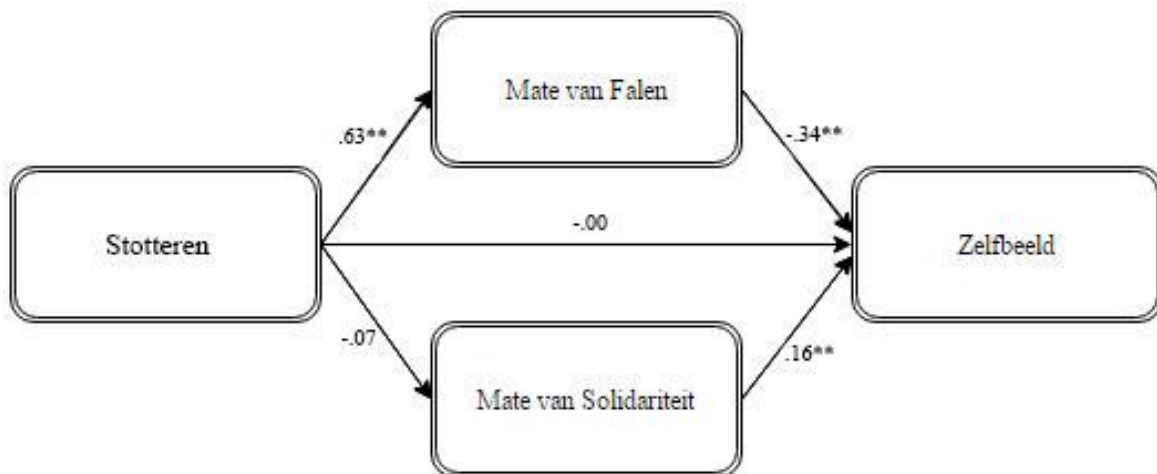 Mate van Falen
.63**
-.34**
Stotteren
-.00
Zelfbeeld
-.07
.16**
Mate van Solidariteit